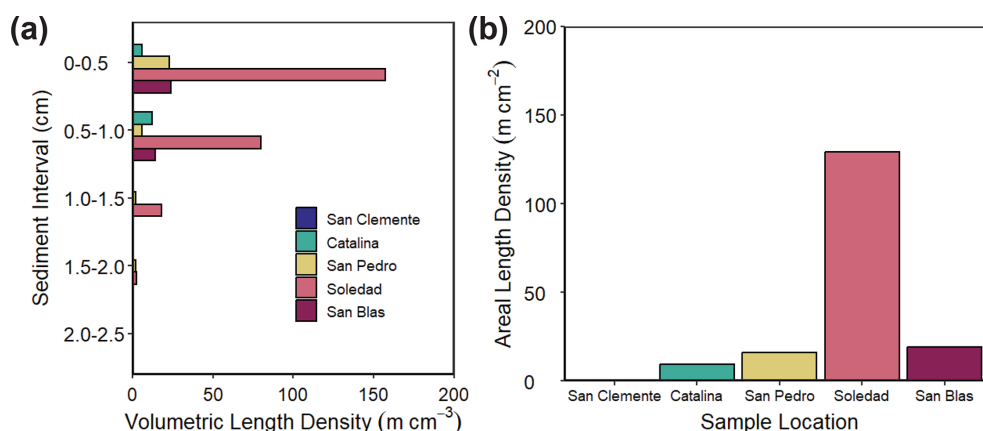 (a)
Sediment Interval (cm)
0-0.5
0.5-1.0
1.0-1.5
1.5-2.0
2.0-2.5
San Clemente
Catalina
San Pedro
Soledad
San Blas
0 50 100 150 200
Volumetric Length Density (m cm⁻³)
(b)
Areal Length Density (m cm⁻²)
200
150
100
50
0
San Clemente Catalina San Pedro Soledad San Blas
Sample Location